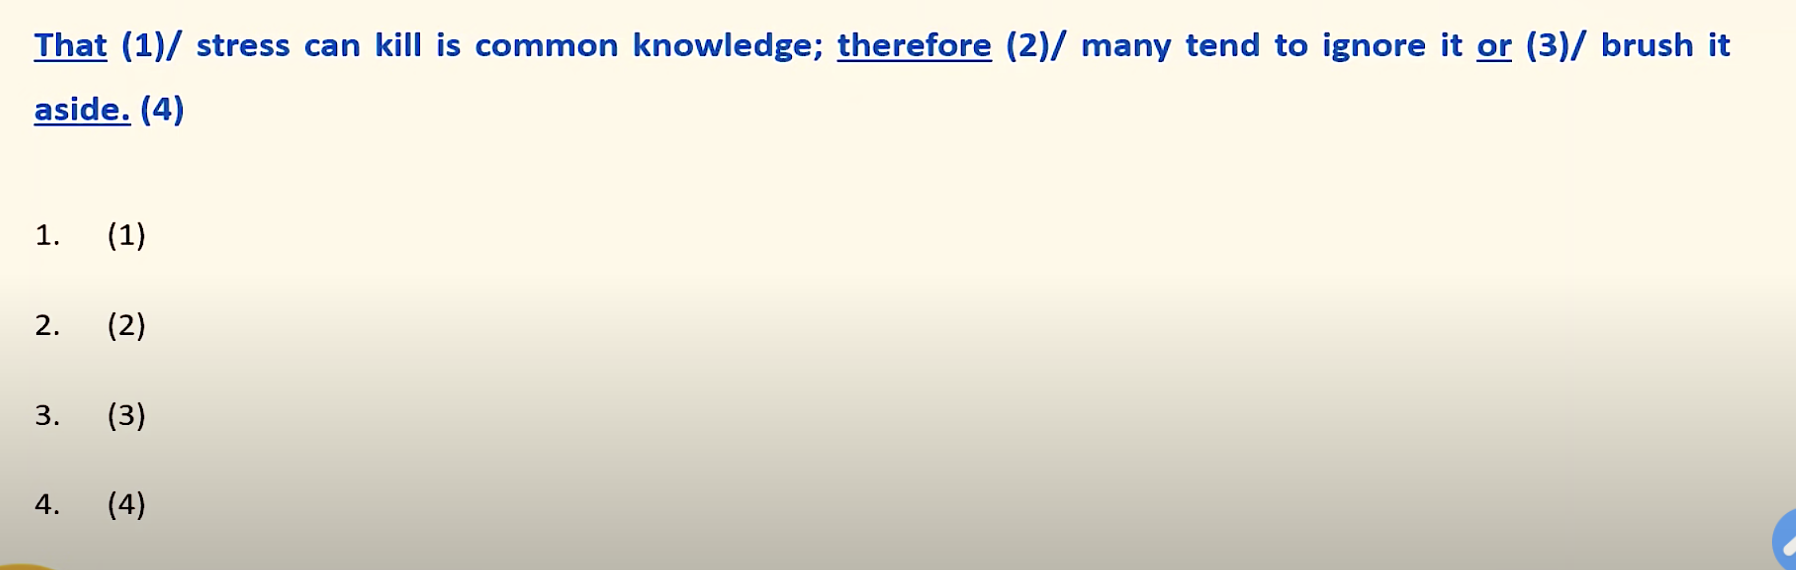 That (1)/ stress can kill is common knowledge; therefore (2)/ many tend to ignore it or (3)/ brush it
aside. (4)
1. (1)
2. (2)
3. (3)
4. (4)